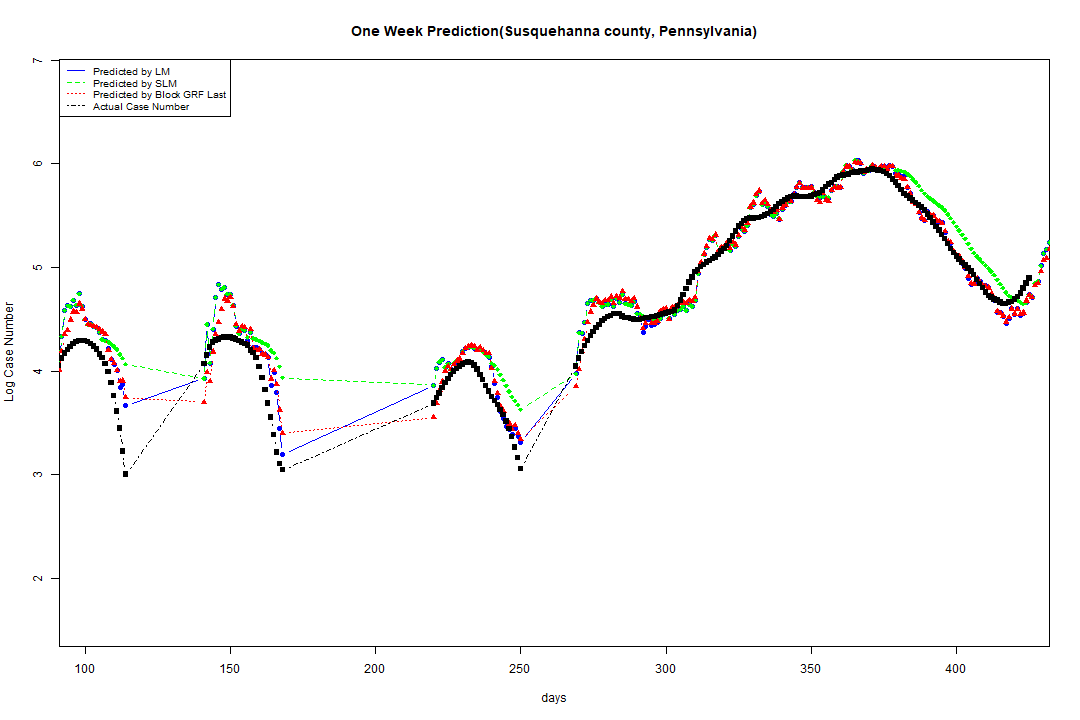 One Week Prediction(Susquehanna county, Pennsylvania)
Predicted by LM
Predicted by SLM
Predicted by Block GRF Last
Actual Case Number
Log Case Number
7
6
5
4
3
2
100 150 200 250 300 350 400
days